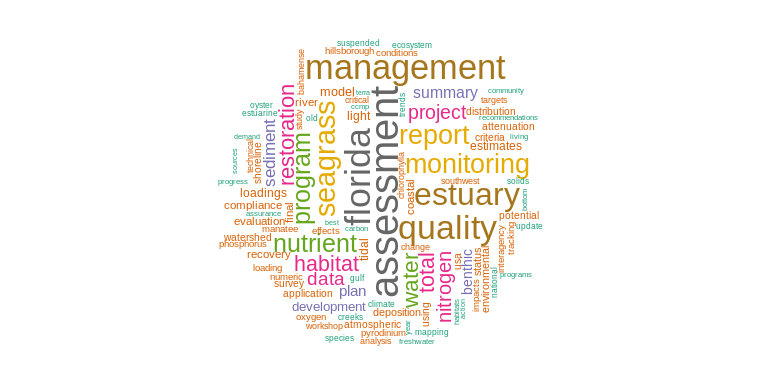 suspended
ecosystem
hillsborough
conditions
bahamense
management
model
critical
terra
ccmp
assessment
trends
summary
community
targets
oyster
estuarine
restoration
river
study
old
light
project
distribution
recommendations
attenuation
demand
sources
technical
shoreline
sediment
program
seagrass
florida
report
criteria
living
estimates
monitoring
chlorophylla
coastal
southwest
solids
bottom
progress
loadings
compliance
assurance
final
estuary
evaluation
manatee
best
effects
carbon
quality
potential
update
watershed
phosphorus
nutrient
tidal
change
interagency
tracking
recovery
loading
habitat
numeric
data
gulf
water
total
nitrogen
usa
benthic
status
impacts
environmental
national
programs
survey
application
plan
climate
development
creeks
deposition
oxygen
workshop
atmospheric
year
using
habitats
action
pyrodinium
mapping
species
analysis
freshwater